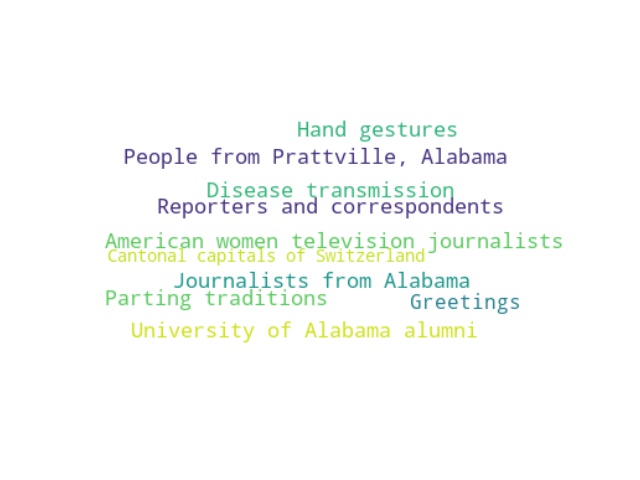 Hand gestures
People from Prattville, Alabama
Disease transmission
Reporters and correspondents
American women television journalists
Cantonal capitals of Switzerland
Journalists from Alabama
Parting traditions
Greetings
University of Alabama alumni